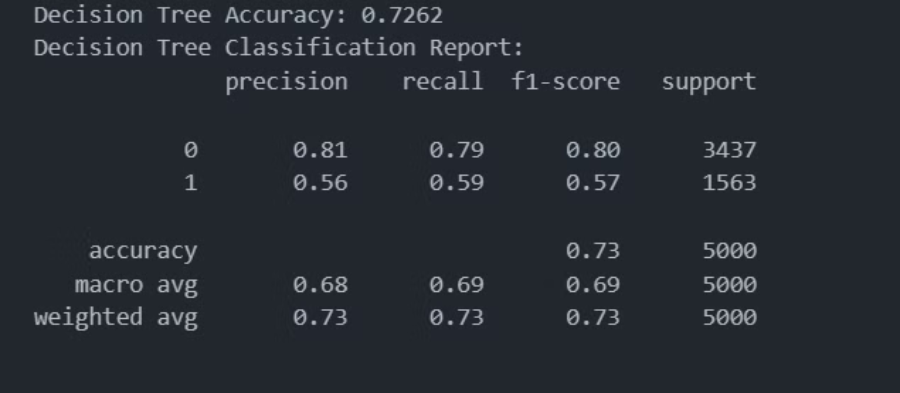 Decision Tree Accuracy: 0.7262
Decision Tree Classification Report:
precision recall f1-score support
0 0.81 0.79 0.80 3437
1 0.56 0.59 0.57 1563
accuracy 0.73 5000
macro avg 0.68 0.69 0.69 5000
weighted avg 0.73 0.73 0.73 5000